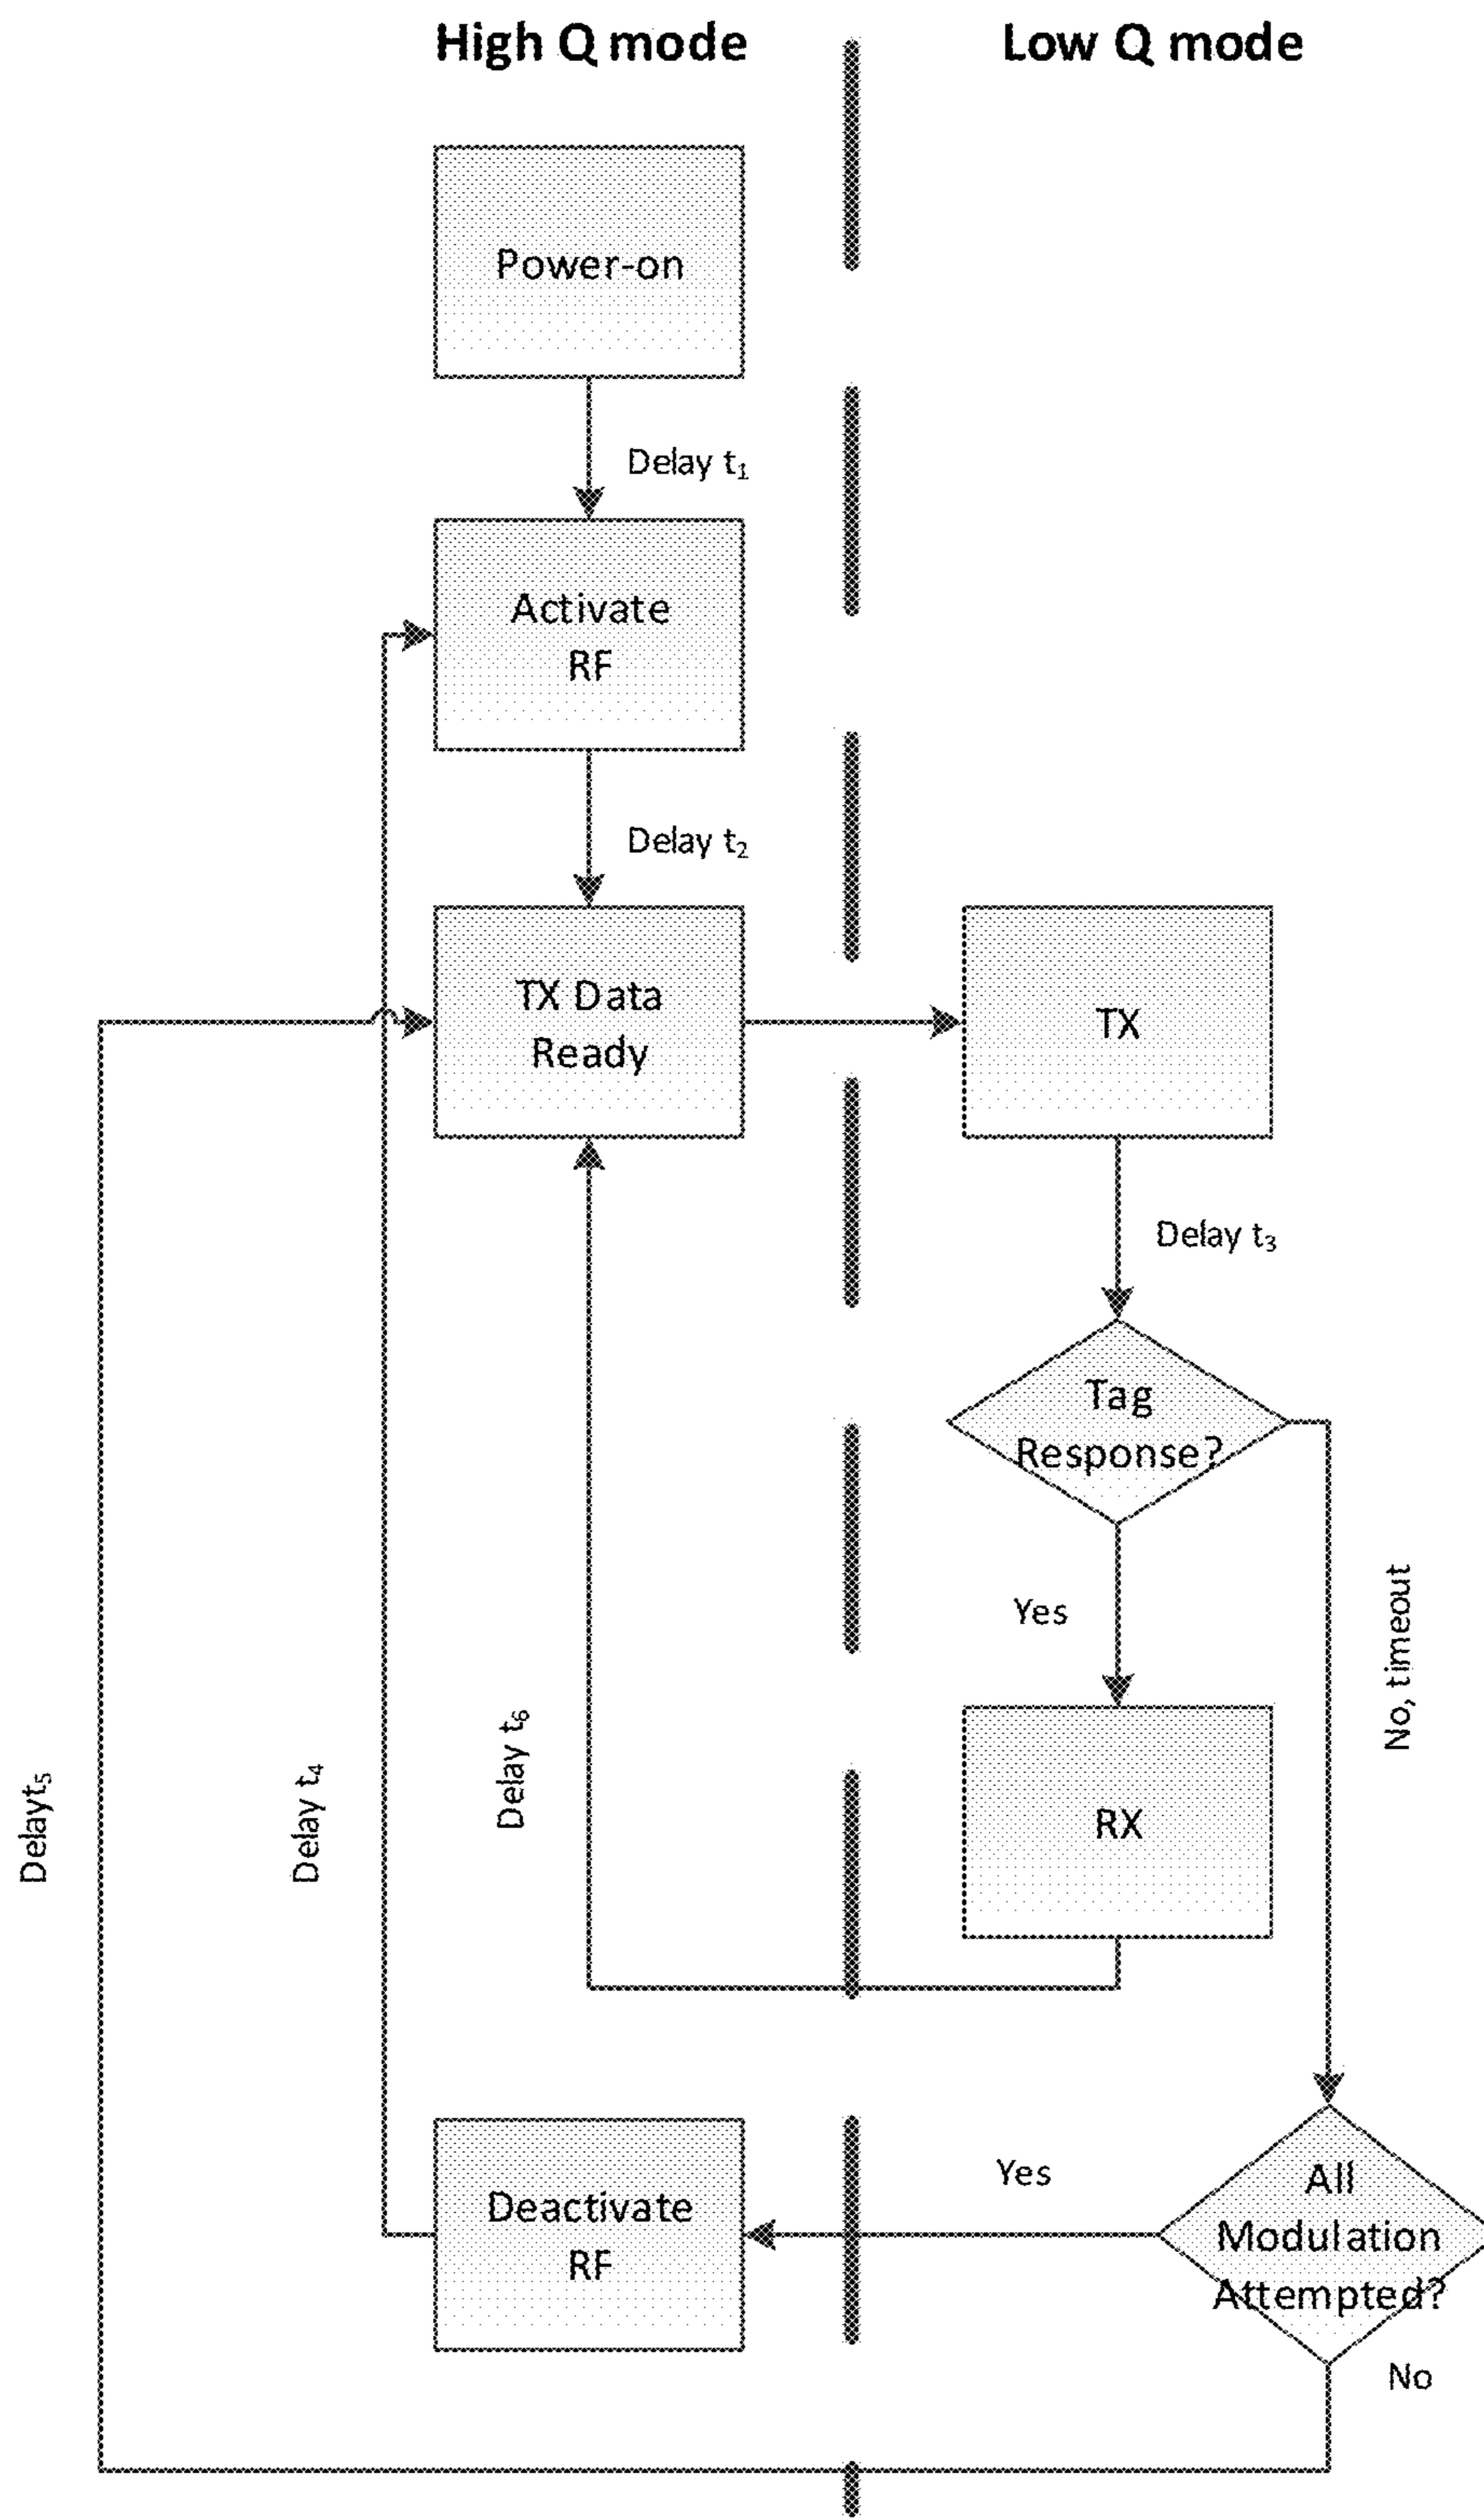 High Q mode
Low Q mode
Power-on
Delay t₁
Activate
RF
Delay t₂
TX Data
Ready
TX
Delay t₃
Tag
Response?
Yes
No, timeout
RX
Delay t₆
Delay t₄
Delayt₅
Yes
Deactivate
RF
All
Modulation
Attempted?
No